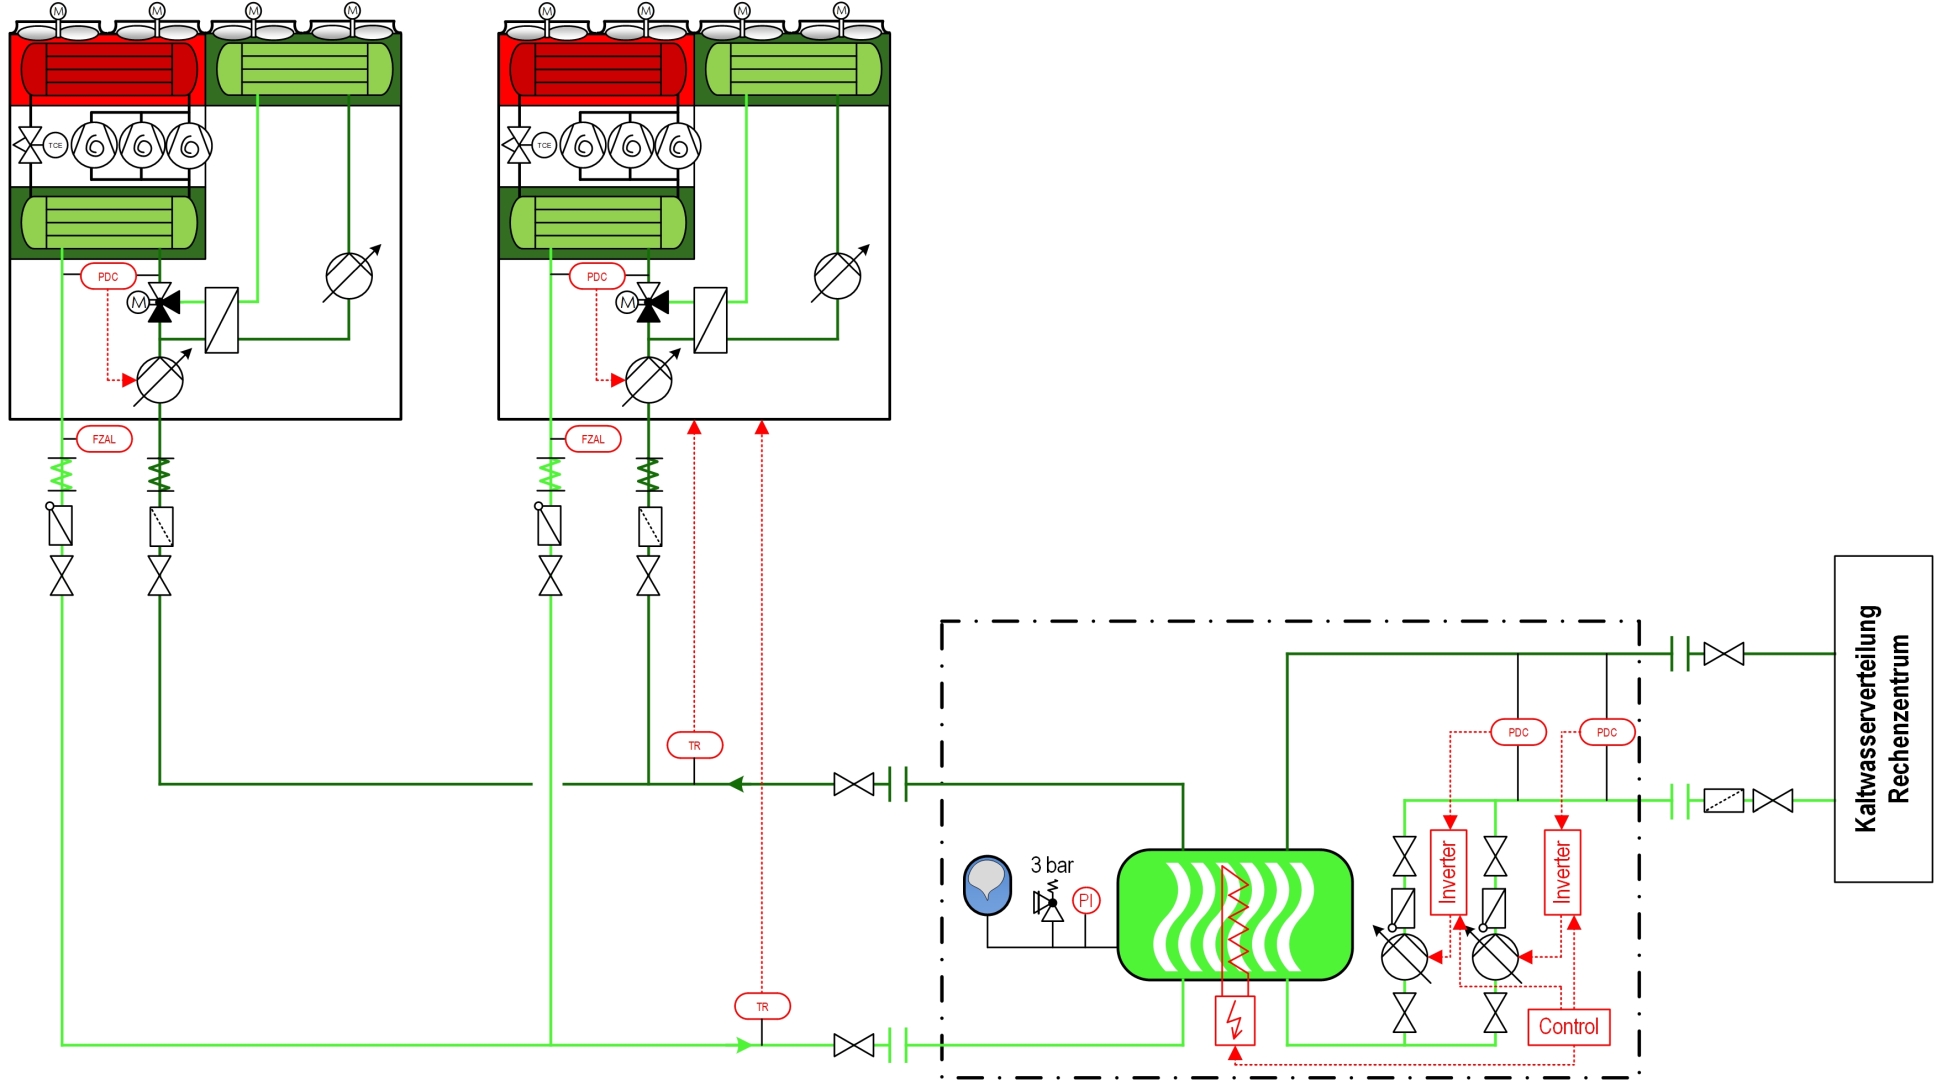 M M M M M M M M
TCE TCE
PDC PDC
M M
FZAL FZAL
Kaltwasserverteilung
Rechenzentrum
TR
PDC PDC
3 bar
PI
Inverter Inverter
TR
Control